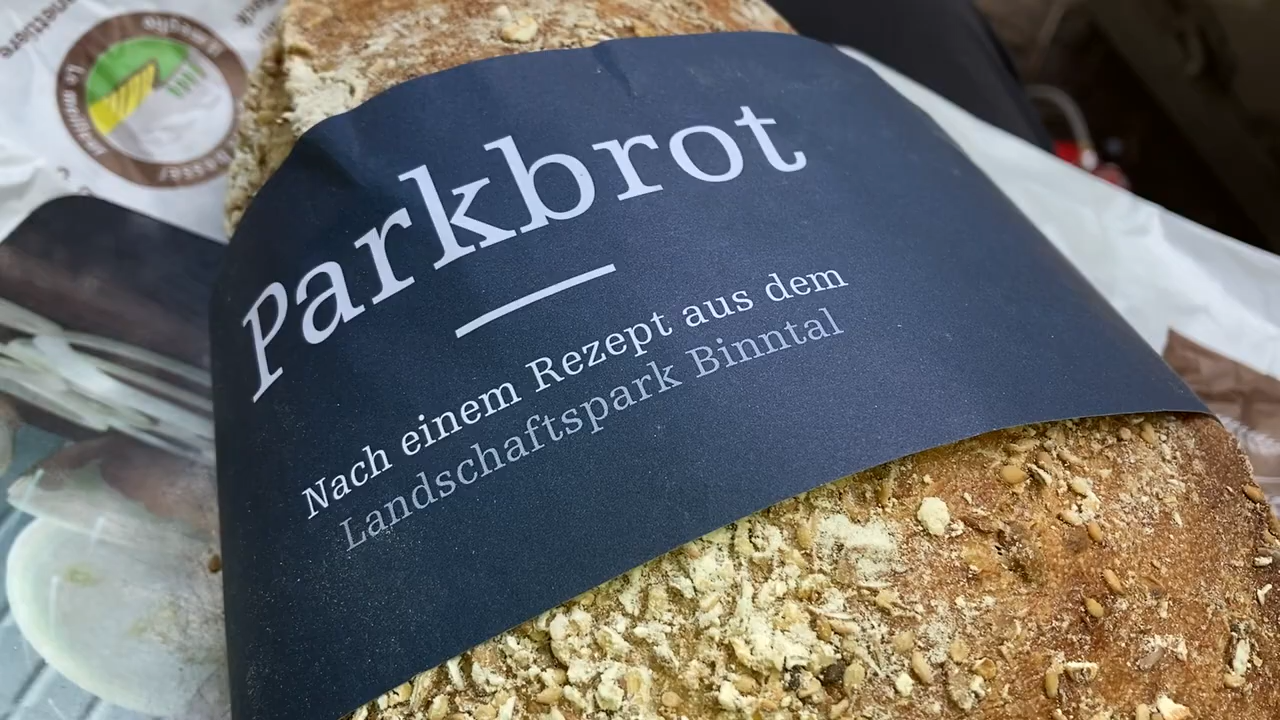 Parkbrot
Nach einem Rezept aus dem
Landschaftspark Binntal